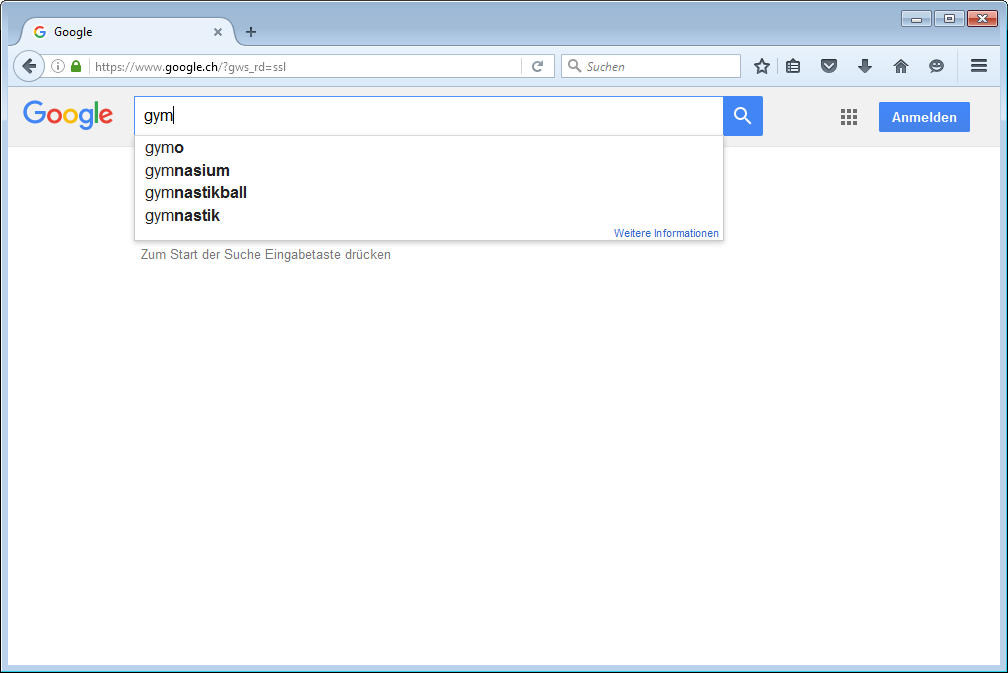 Google
https://www.google.ch/?gws_rd=ssl
Suchen
Google
gym
Anmelden
gymo
gymnasium
gymnastikball
gymnastik
Weitere Informationen
Zum Start der Suche Eingabetaste drücken